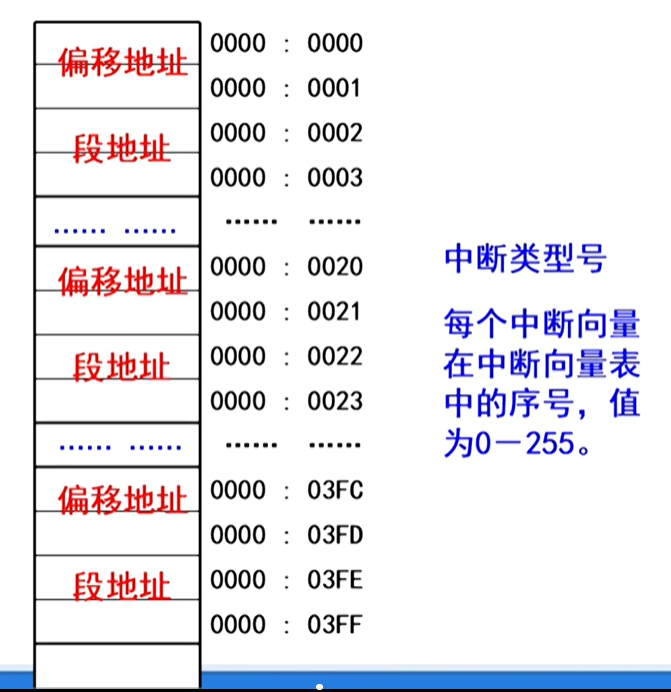 偏移地址
0000 : 0000
0000 : 0001
段地址
0000 : 0002
0000 : 0003
…… ……
…… ……
偏移地址
0000 : 0020
0000 : 0021
段地址
0000 : 0022
0000 : 0023
…… ……
…… ……
偏移地址
0000 : 03FC
0000 : 03FD
段地址
0000 : 03FE
0000 : 03FF
中断类型号
每个中断向量
在中断向量表
中的序号，值
为0－255。